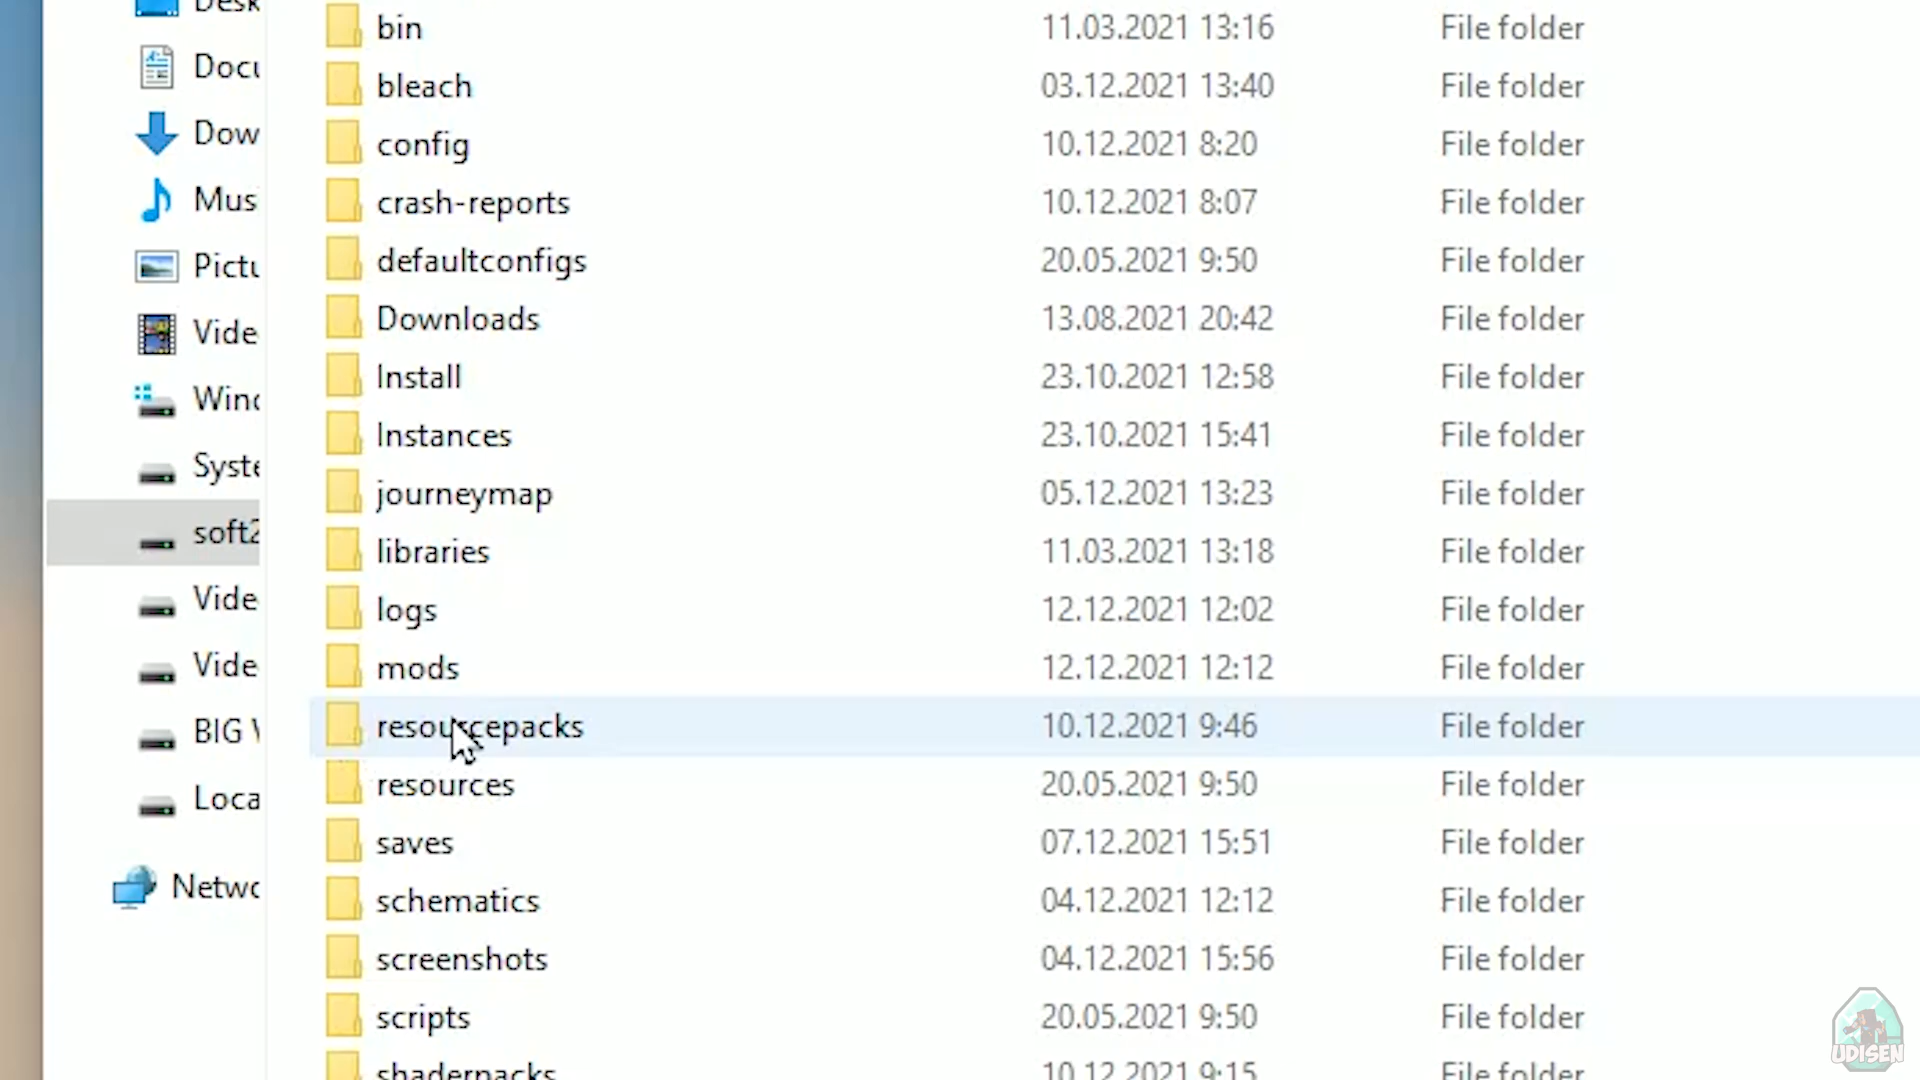 Desk
Docu
Dow
Mus
Pictu
Vide
Wind
Syste
soft2
Vide
Vide
BIG
Loca
Netwo
bin 11.03.2021 13:16 File folder
bleach 03.12.2021 13:40 File folder
config 10.12.2021 8:20 File folder
crash-reports 10.12.2021 8:07 File folder
defaultconfigs 20.05.2021 9:50 File folder
Downloads 13.08.2021 20:42 File folder
Install 23.10.2021 12:58 File folder
Instances 23.10.2021 15:41 File folder
journeymap 05.12.2021 13:23 File folder
libraries 11.03.2021 13:18 File folder
logs 12.12.2021 12:02 File folder
mods 12.12.2021 12:12 File folder
resourcepacks 10.12.2021 9:46 File folder
resources 20.05.2021 9:50 File folder
saves 07.12.2021 15:51 File folder
schematics 04.12.2021 12:12 File folder
screenshots 04.12.2021 15:56 File folder
scripts 20.05.2021 9:50 File folder
shaderpacks 10.12.2021 9:15 File folder
UDISEN